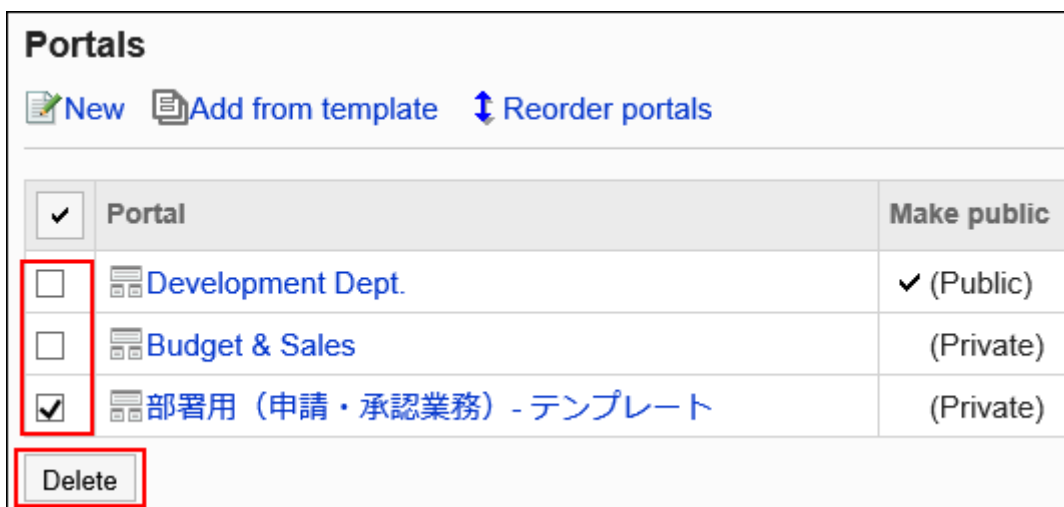 Portals
New Add from template Reorder portals
Portal Make public
Development Dept. (Public)
Budget & Sales (Private)
部署用（申請・承認業務）- テンプレート (Private)
Delete